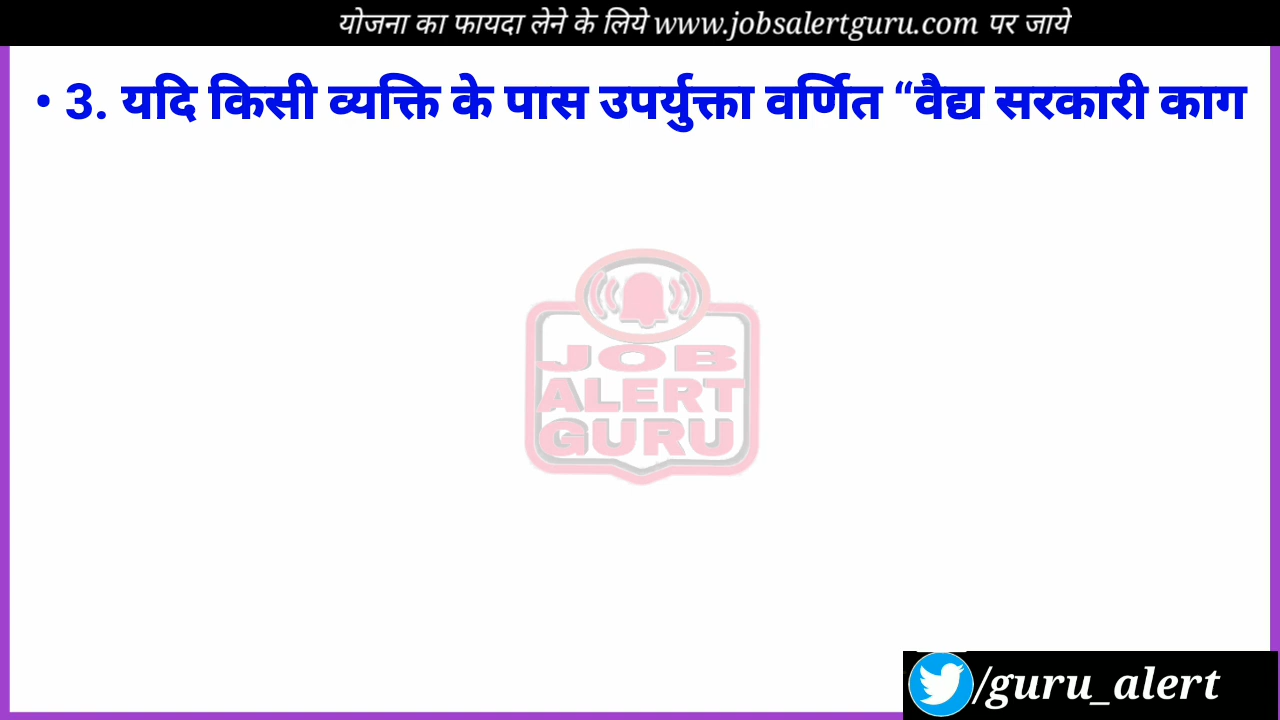 योजना का फायदा लेने के लिये www.jobsalertguru.com पर जाये
• 3. यदि किसी व्यक्ति के पास उपर्युक्ता वर्णित “वैद्य सरकारी काग
JOB
ALERT
GURU
/guru_alert